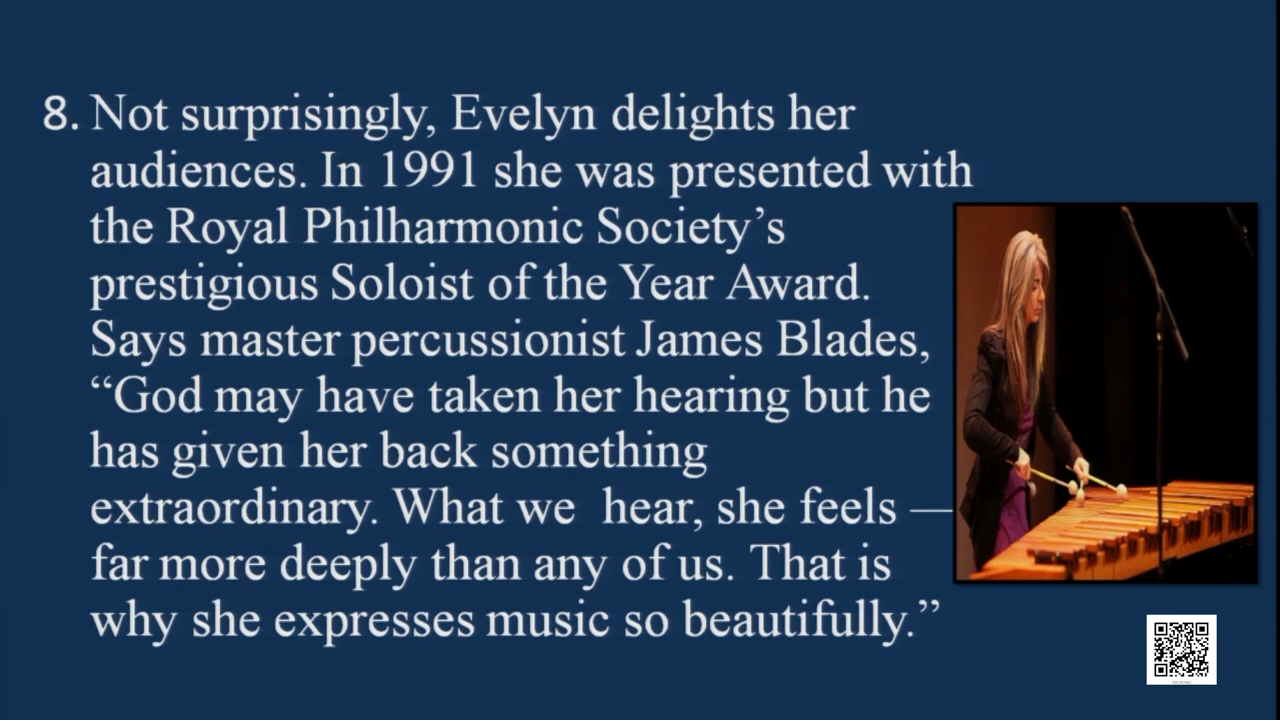 8. Not surprisingly, Evelyn delights her
audiences. In 1991 she was presented with
the Royal Philharmonic Society’s
prestigious Soloist of the Year Award.
Says master percussionist James Blades,
“God may have taken her hearing but he
has given her back something
extraordinary. What we  hear, she feels —
far more deeply than any of us. That is
why she expresses music so beautifully.”